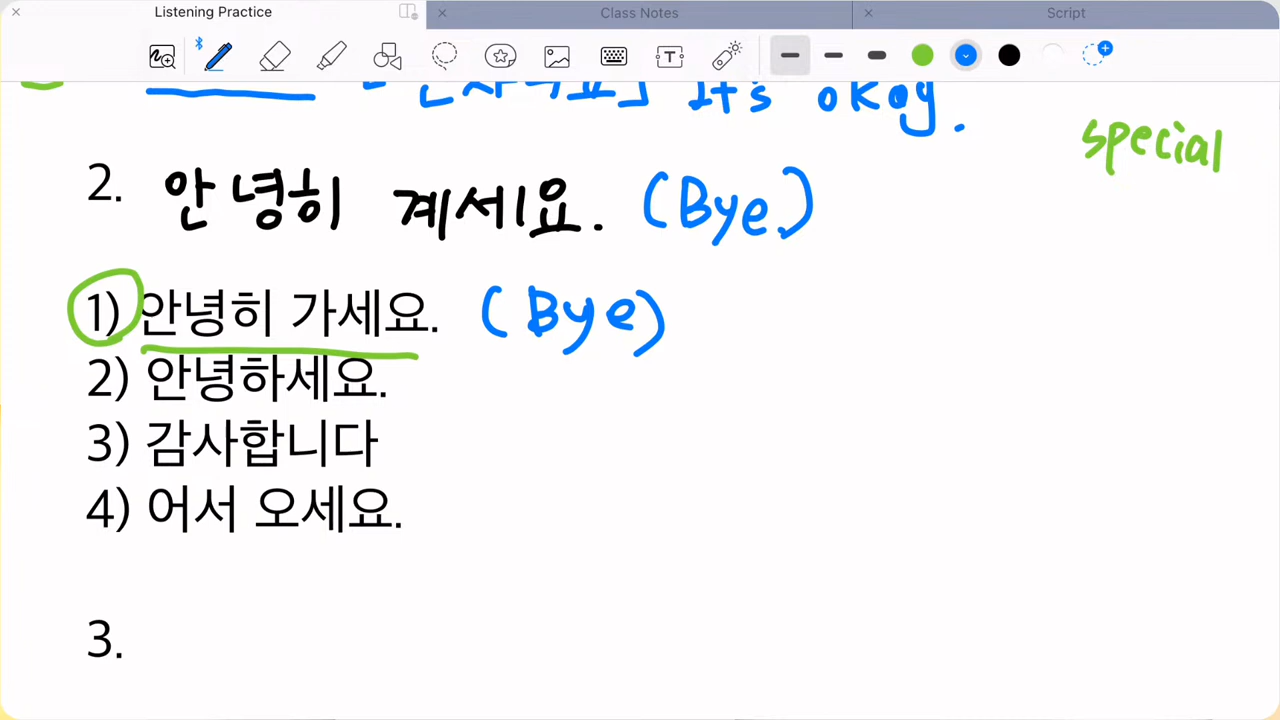 Listening Practice
Class Notes
Script
It's okay.
special
2. 안녕히 계세요. (Bye.)
1) 안녕히 가세요. (Bye)
2) 안녕하세요.
3) 감사합니다
4) 어서 오세요.
3.